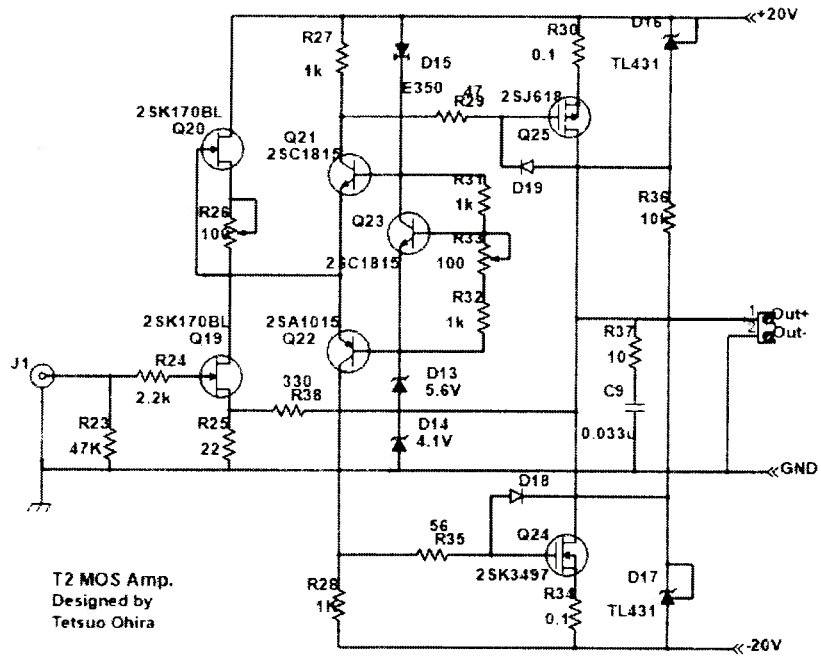 R27
1k
D15
E350
R30
0.1
D16
TL431
+20V
2SK170BL
Q20
Q21
2SC1815
47
R29
2SJ618
Q25
D19
R26
100
Q23
2SC1815
R31
1k
R33
100
R32
1k
R36
10k
2SK170BL
Q19
2SA1015
Q22
J1
R24
2.2k
R23
47K
R25
22
330
R38
D13
5.6V
D14
4.1V
R37
10
C9
0.033u
1
2
Out+
Out-
GND
D18
56
R35
Q24
2SK3497
R28
1K
R34
0.1
D17
TL431
-20V
T2 MOS Amp.
Designed by
Tetsuo Ohira